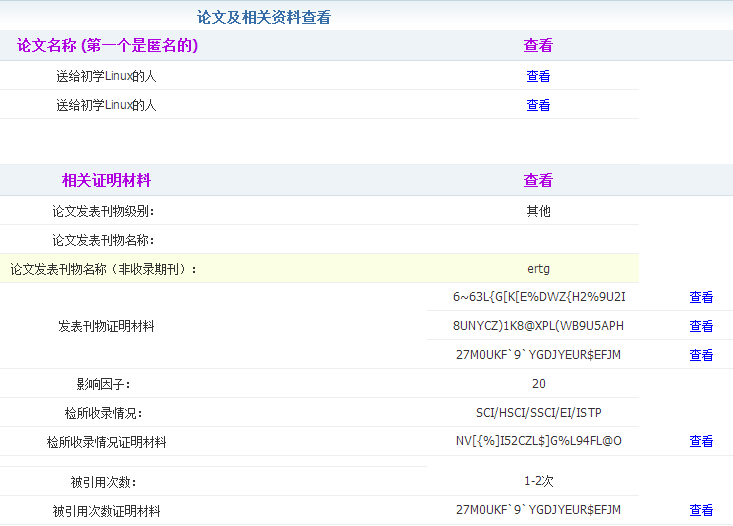 论文及相关资料查看
论文名称 (第一个是匿名的) 查看
送给初学Linux的人 查看
送给初学Linux的人 查看
相关证明材料 查看
论文发表刊物级别： 其他
论文发表刊物名称：
论文发表刊物名称（非收录期刊）： ertg
6~63L{G[K[E%DWZ{H2%9U2I 查看
发表刊物证明材料 8UNYCZ)1K8@XPL(WB9U5APH 查看
27M0UKF`9`YGDJYEUR$EFJM 查看
影响因子： 20
检所收录情况： SCI/HSCI/SSCI/EI/ISTP
检所收录情况证明材料 NV[{%]I52CZL$]G%L94FL@O 查看
被引用次数： 1-2次
被引用次数证明材料 27M0UKF`9`YGDJYEUR$EFJM 查看